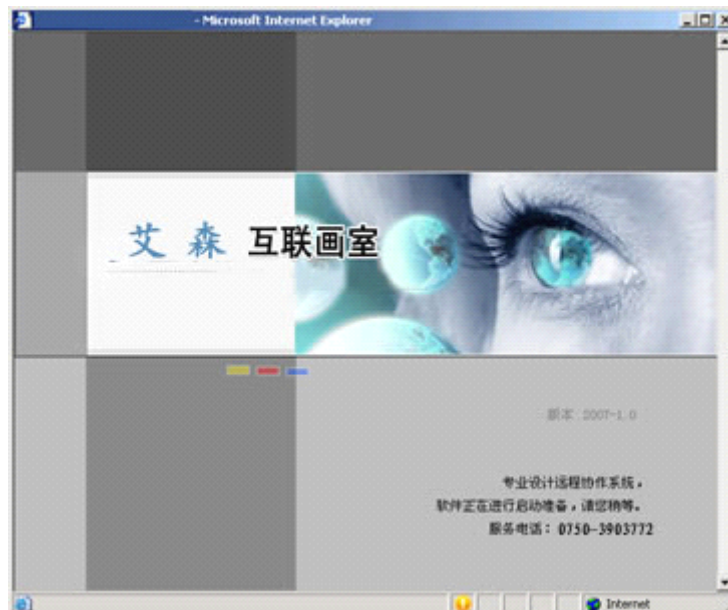 - Microsoft Internet Explorer
艾森 互联画室
版本 2007-1.0
专业设计远程协作系统，
软件正在进行启动准备，请您稍等。
服务电话：0750-3903772
Internet